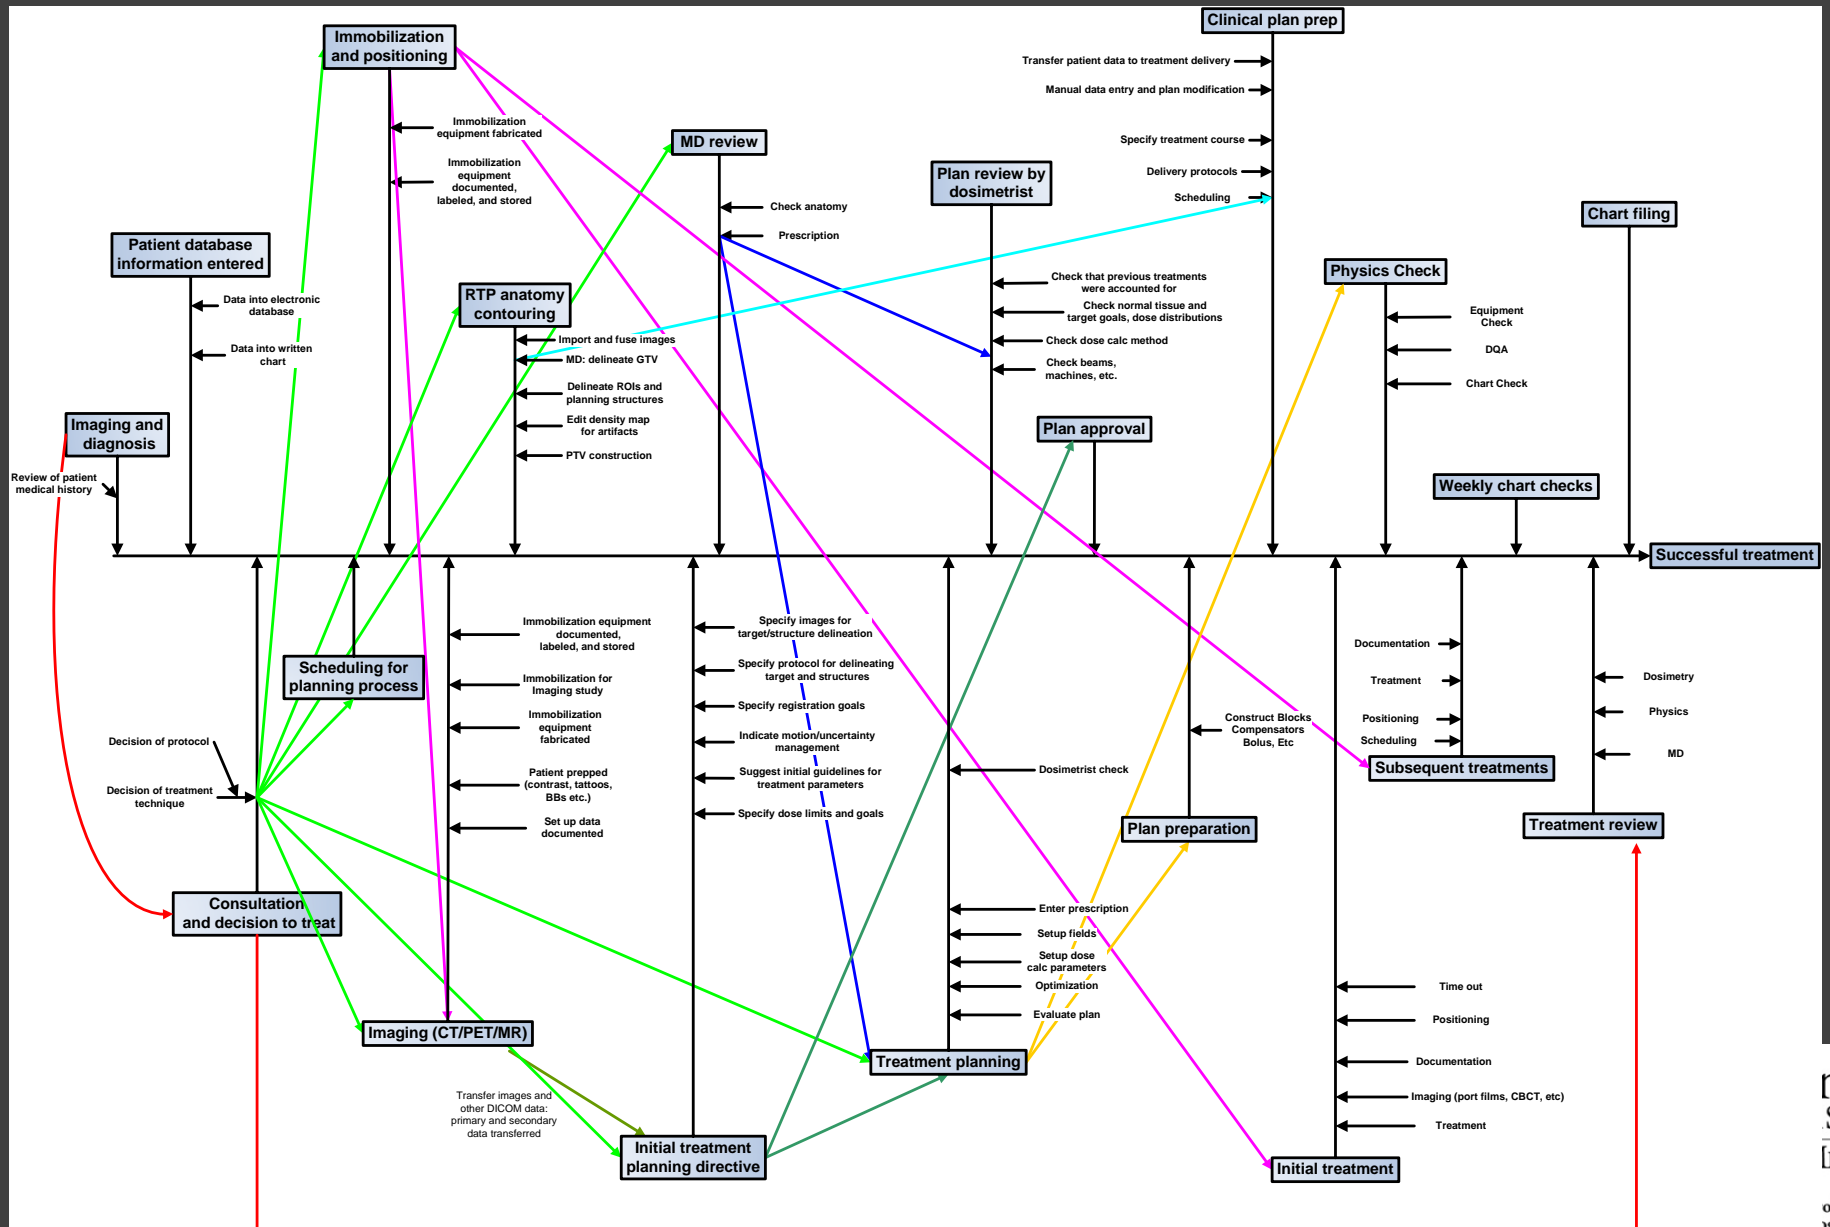 Clinical plan prep
Transfer patient data to treatment delivery
Manual data entry and plan modification
Specify treatment course
Delivery protocols
Scheduling
Immobilization
and positioning
Immobilization
equipment fabricated
Immobilization
equipment
documented,
labeled, and stored
MD review
Check anatomy
Prescription
Plan review by
dosimetrist
Check that previous treatments
were accounted for
Check normal tissue and
target goals, dose distributions
Check dose calc method
Check beams,
machines, etc.
Chart filing
Patient database
information entered
Data into electronic
database
Data into written
chart
RTP anatomy
contouring
Import and fuse images
MD: delineate GTV
Delineate ROIs and
planning structures
Edit density map
for artifacts
PTV construction
Physics Check
Equipment
Check
DQA
Chart Check
Imaging and
diagnosis
Review of patient
medical history
Plan approval
Weekly chart checks
Successful treatment
Scheduling for
planning process
Decision of protocol
Decision of treatment
technique
Consultation
and decision to treat
Immobilization equipment
documented,
labeled, and stored
Immobilization for
Imaging study
Immobilization
equipment
fabricated
Patient prepped
(contrast, tattoos,
BBs etc.)
Set up data
documented
Imaging (CT/PET/MR)
Transfer images and
other DICOM data:
primary and secondary
data transferred
Specify images for
target/structure delineation
Specify protocol for delineating
target and structures
Specify registration goals
Indicate motion/uncertainty
management
Suggest initial guidelines for
treatment parameters
Specify dose limits and goals
Initial treatment
planning directive
Dosimetrist check
Enter prescription
Setup fields
Setup dose
calc parameters
Optimization
Evaluate plan
Treatment planning
Construct Blocks
Compensators
Bolus, Etc
Plan preparation
Time out
Positioning
Documentation
Imaging (port films, CBCT, etc)
Treatment
Initial treatment
Documentation
Treatment
Positioning
Scheduling
Subsequent treatments
Dosimetry
Physics
MD
Treatment review